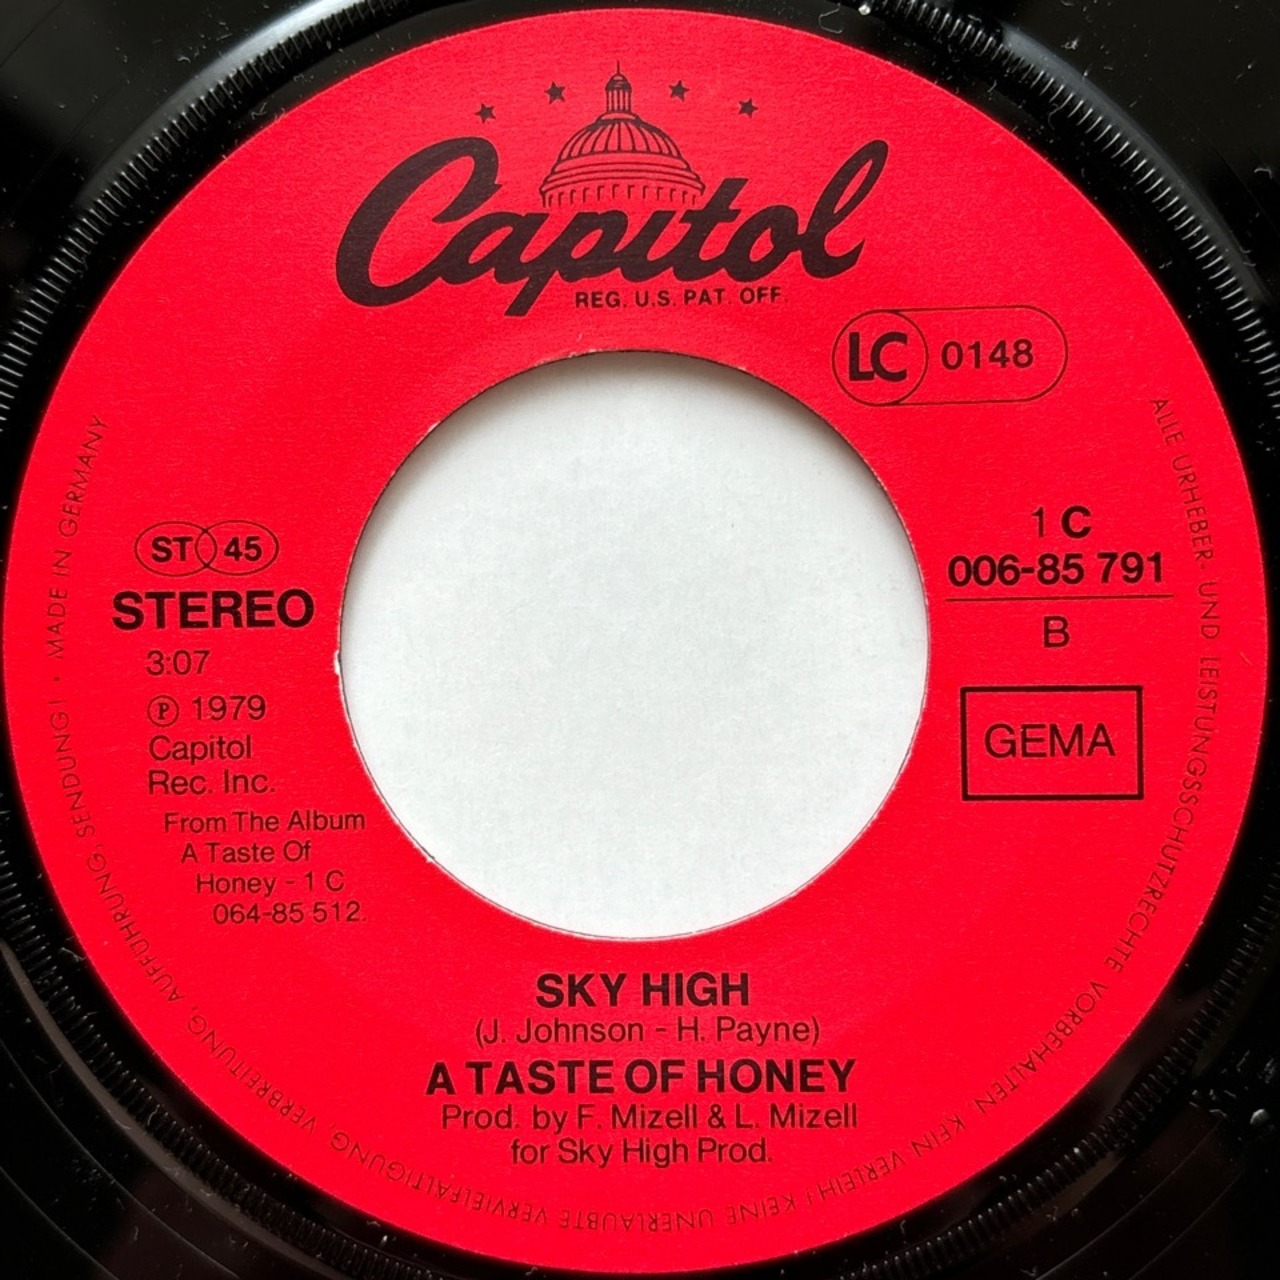 Capitol
REG. U.S. PAT. OFF.
LC 0148
ST 45
STEREO
3:07
Ⓟ 1979
Capitol
Rec. Inc.
From The Album
A Taste Of
Honey - 1 C
064-85 512.
1 C
006-85 791
B
GEMA
SKY HIGH
(J. Johnson - H. Payne)
A TASTE OF HONEY
Prod. by F. Mizell & L. Mizell
for Sky High Prod.
ALLE URHEBER- UND LEISTUNGSSCHUTZRECHTE VORBEHALTEN KEIN VERLEIH! KEINE UNERLAUBTE VERVIELFÄLTIGUNG, VERBREITUNG, AUFFÜHRUNG, SENDUNG! • MADE IN GERMANY